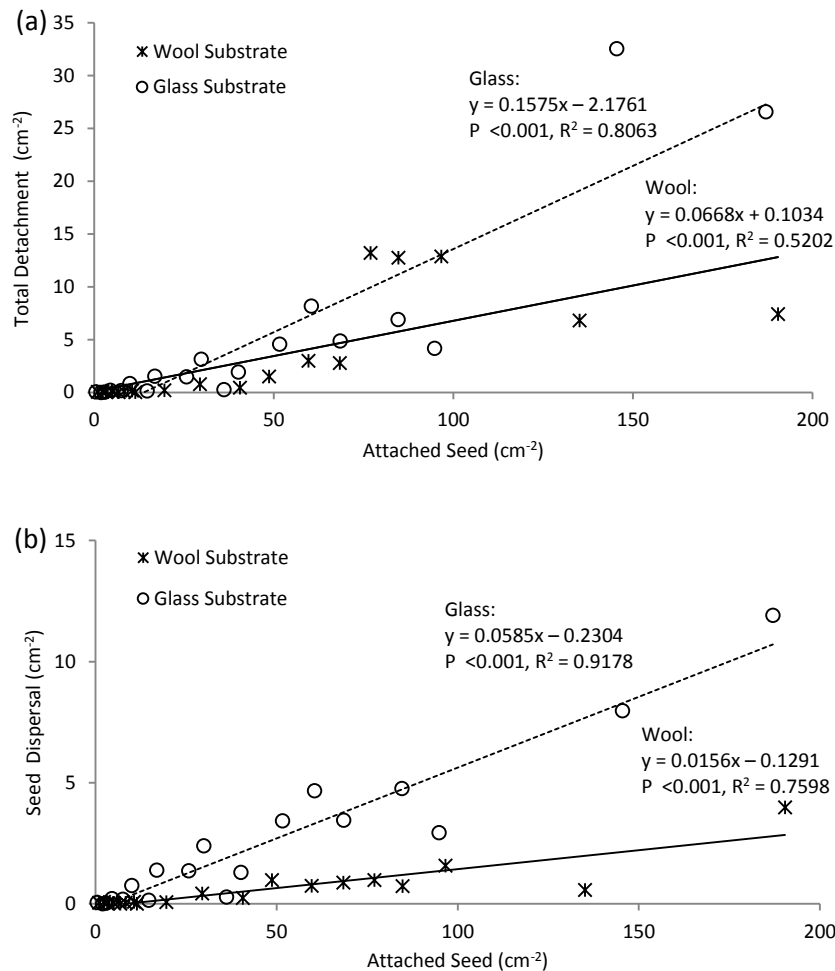 (a)
35
30
25
20
15
10
5
0
Total Detachment (cm⁻²)
Wool Substrate
Glass Substrate
Glass:
y = 0.1575x – 2.1761
P <0.001, R² = 0.8063
Wool:
y = 0.0668x + 0.1034
P <0.001, R² = 0.5202
0 50 100 150 200
Attached Seed (cm⁻²)
(b)
15
10
5
0
Seed Dispersal (cm⁻²)
Wool Substrate
Glass Substrate
Glass:
y = 0.0585x – 0.2304
P <0.001, R² = 0.9178
Wool:
y = 0.0156x – 0.1291
P <0.001, R² = 0.7598
0 50 100 150 200
Attached Seed (cm⁻²)